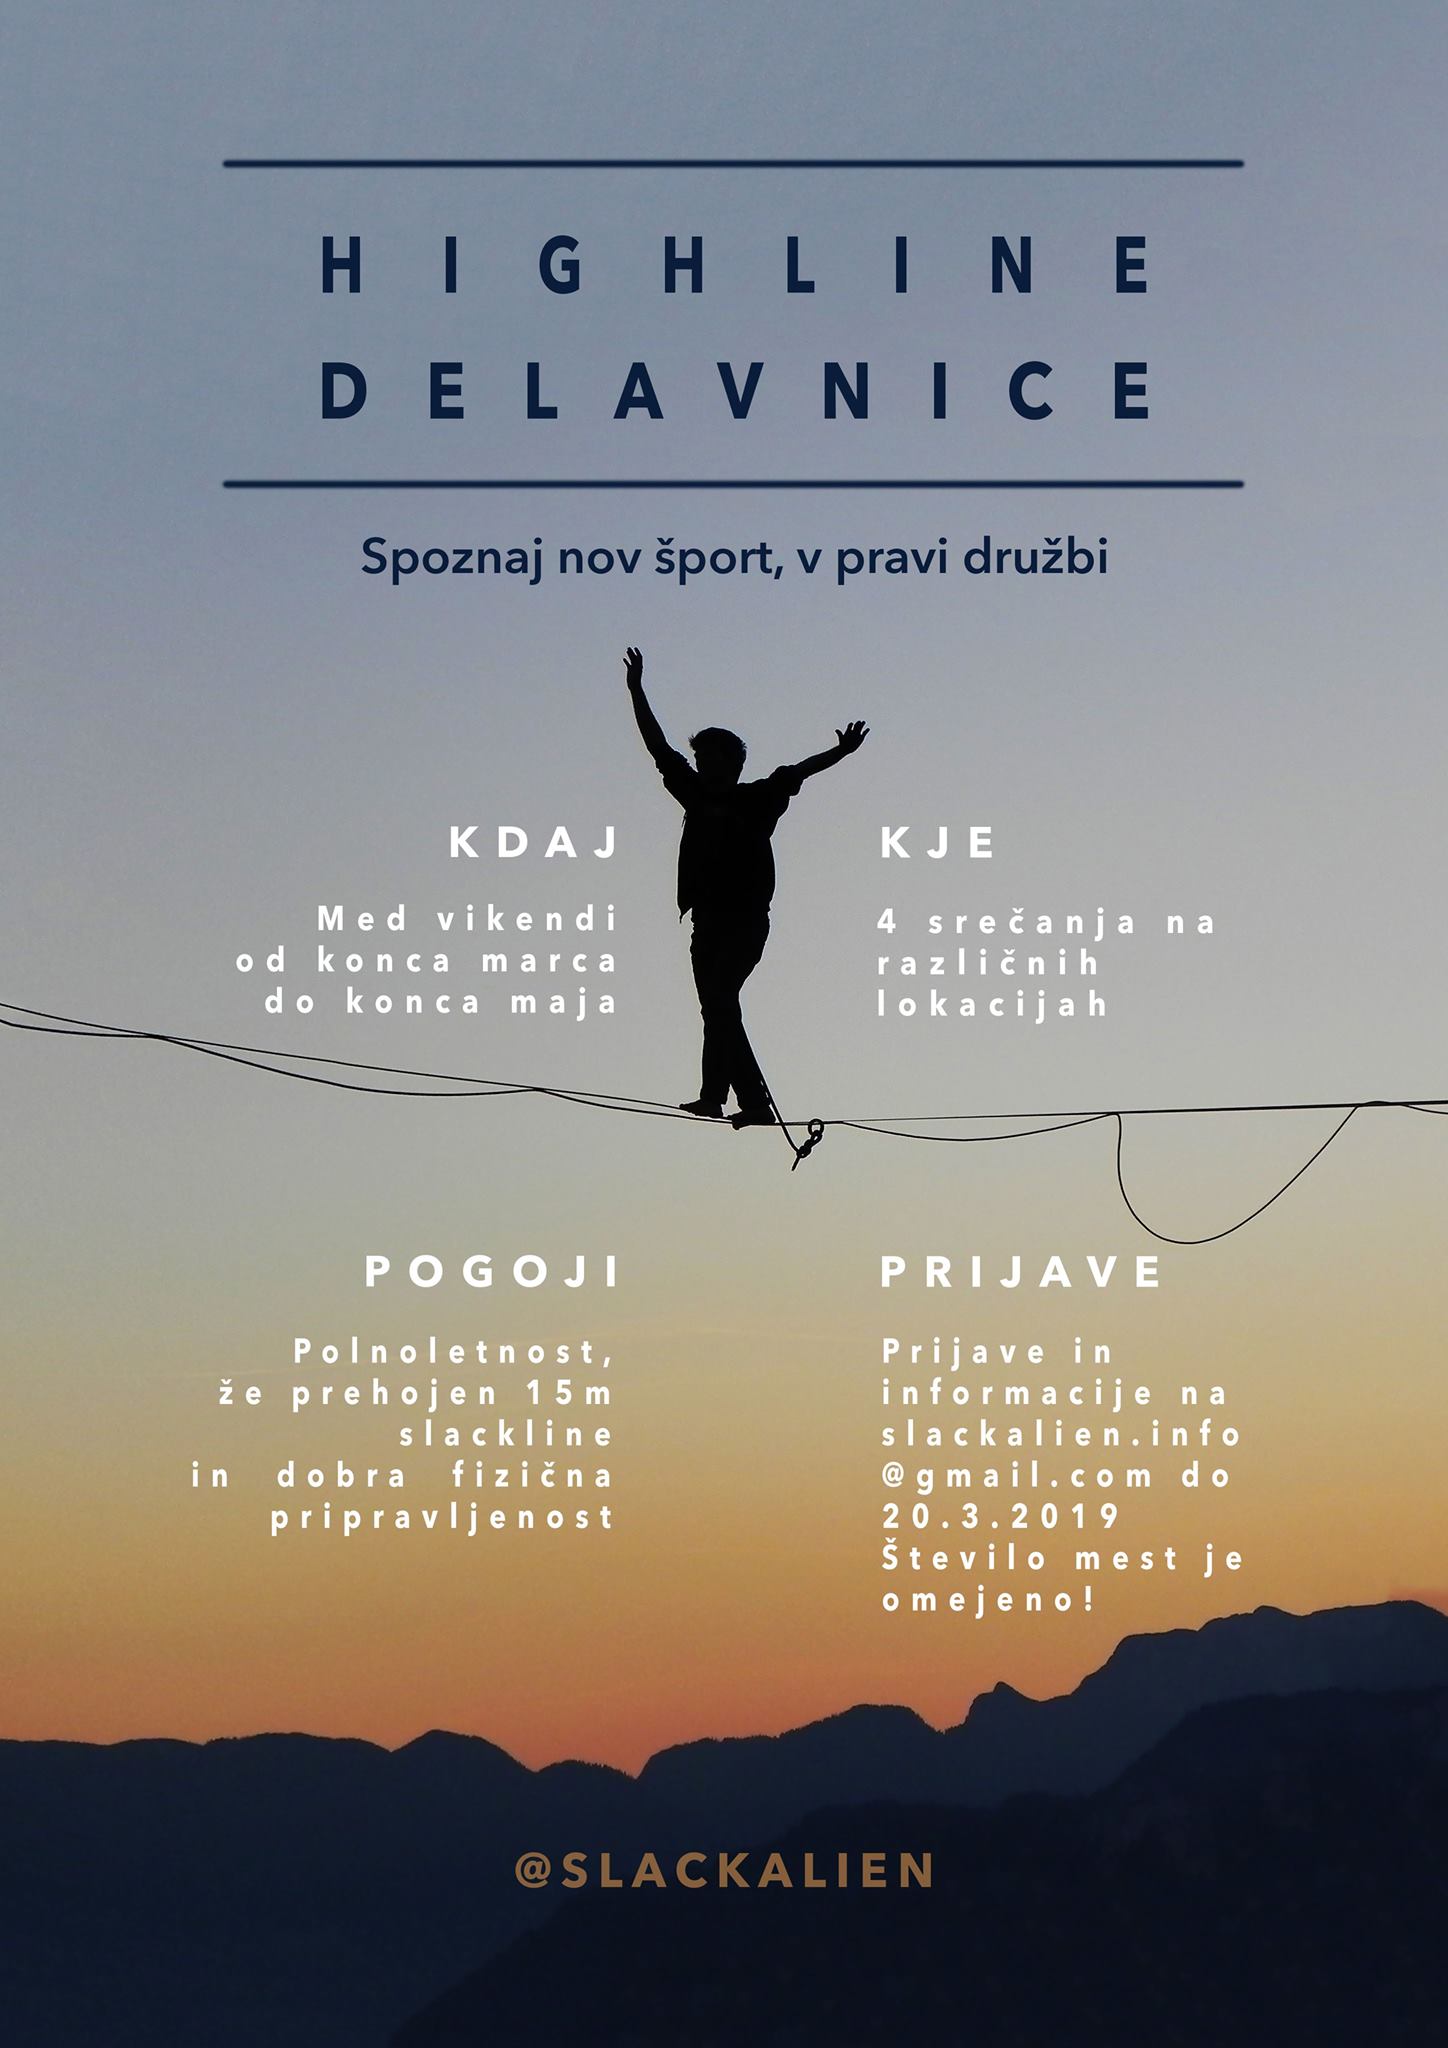 HIGHLINE
DELAVNICE
Spoznaj nov šport, v pravi družbi
KDAJ
Med vikendi
od konca marca
do konca maja
KJE
4 srečanja na
različnih
lokacijah
POGOJI
Polnoletnost,
že prehojen 15m
slackline
in dobra fizična
pripravljenost
PRIJAVE
Prijave in
informacije na
slackalien.info
@gmail.com do
20.3.2019
Število mest je
omejeno!
@SLACKALIEN